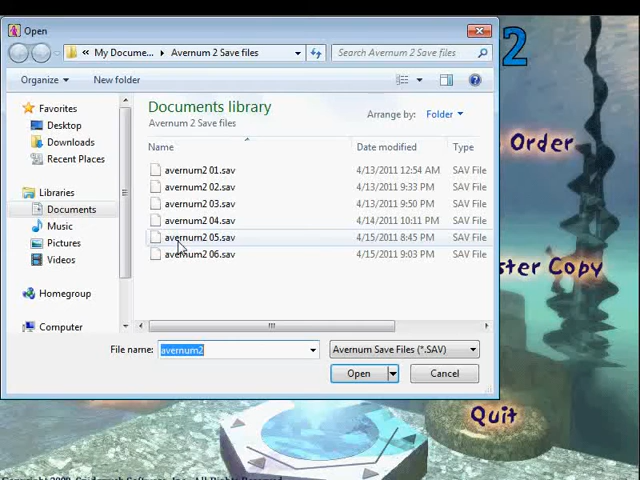 Open
« My Docume... Avernum 2 Save files Search Avernum 2 Save files
2
Organize New folder
Favorites
Desktop
Downloads
Recent Places
Libraries
Documents
Music
Pictures
Videos
Homegroup
Computer
Documents library
Avernum 2 Save files
Arrange by: Folder
Name Date modified Type
avernum2 01.sav 4/13/2011 12:54 AM SAV File
avernum2 02.sav 4/13/2011 9:33 PM SAV File
avernum2 03.sav 4/13/2011 9:50 PM SAV File
avernum2 04.sav 4/14/2011 10:11 PM SAV File
avernum2 05.sav 4/15/2011 8:45 PM SAV File
avernum2 06.sav 4/15/2011 9:03 PM SAV File
File name: avernum2 Avernum Save Files (*.SAV)
Open Cancel
Order
ster Copy
Quit